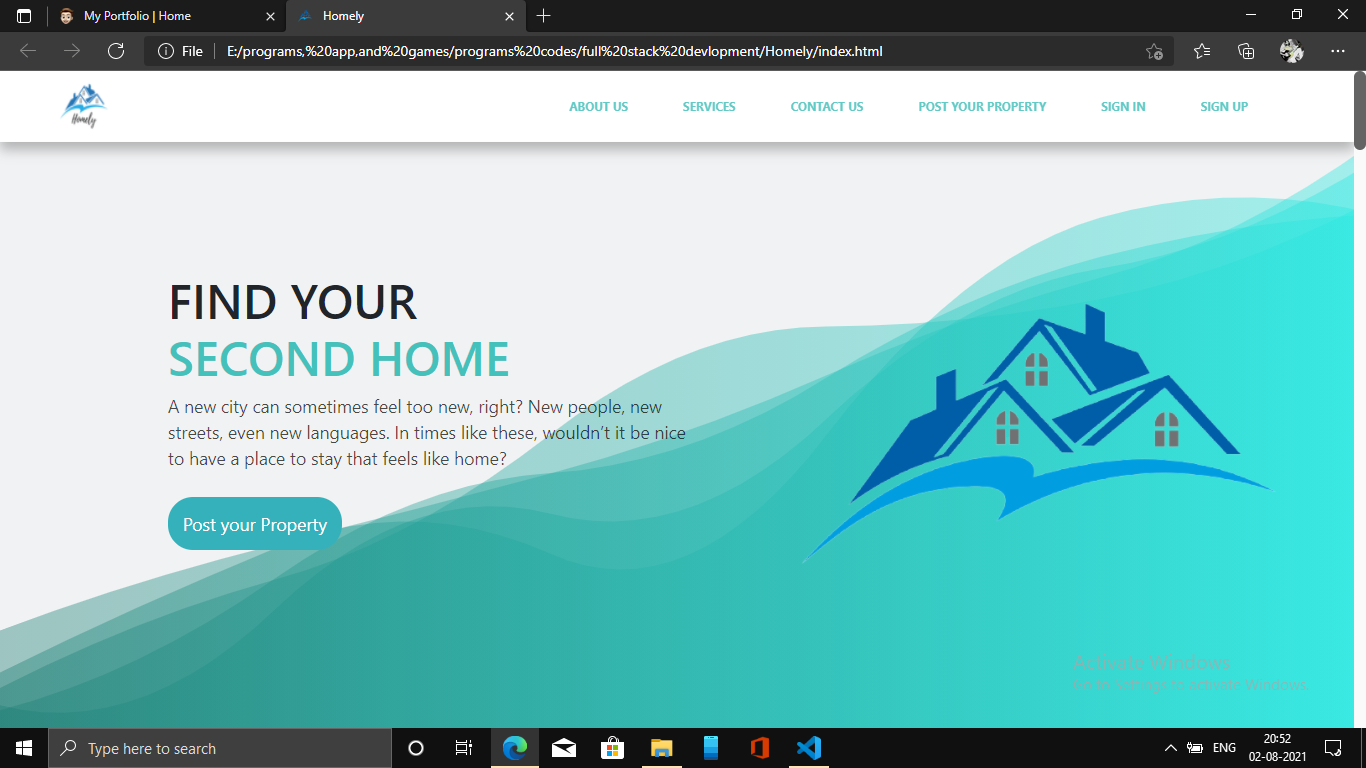 My Portfolio | Home
Homely
File
E:/programs,%20app,and%20games/programs%20codes/full%20stack%20devlopment/Homely/index.html
Homely
ABOUT US
SERVICES
CONTACT US
POST YOUR PROPERTY
SIGN IN
SIGN UP
FIND YOUR
SECOND HOME
A new city can sometimes feel too new, right? New people, new
streets, even new languages. In times like these, wouldn’t it be nice
to have a place to stay that feels like home?
Post your Property
Activate Windows
Go to Settings to activate Windows.
Type here to search
ENG
20:52
02-08-2021